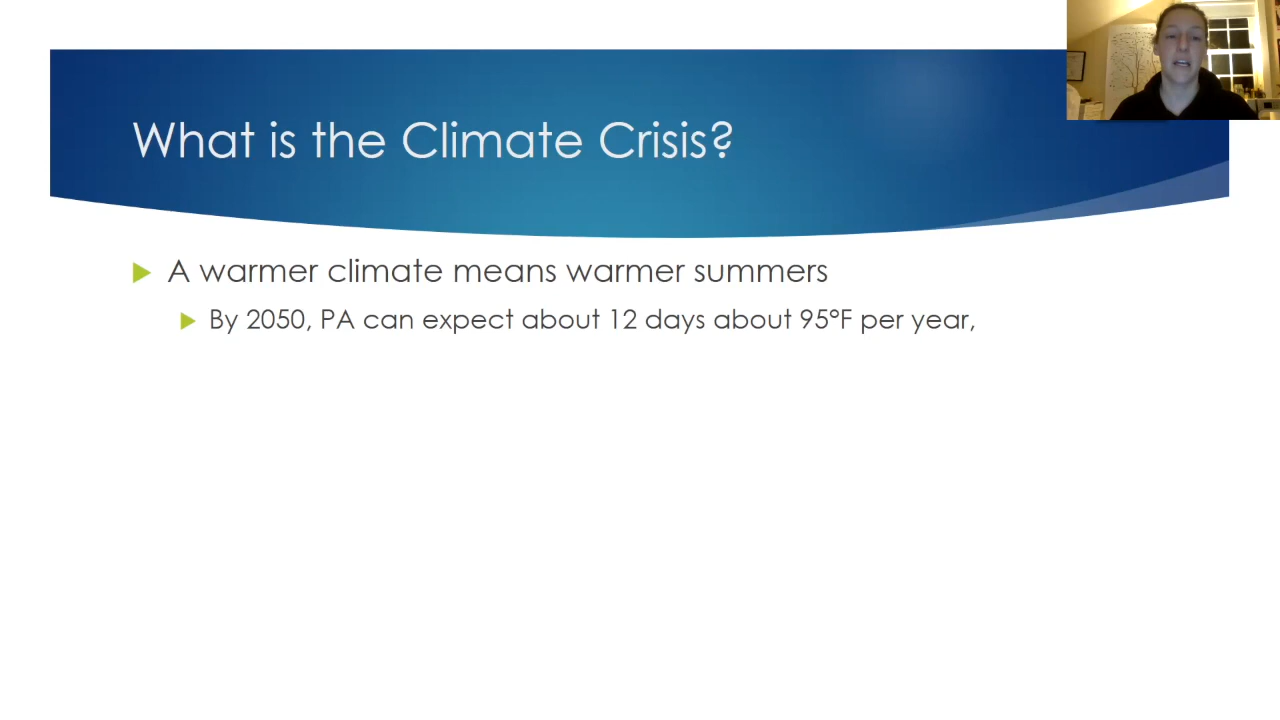 What is the Climate Crisis?
A warmer climate means warmer summers
By 2050, PA can expect about 12 days about 95°F per year,